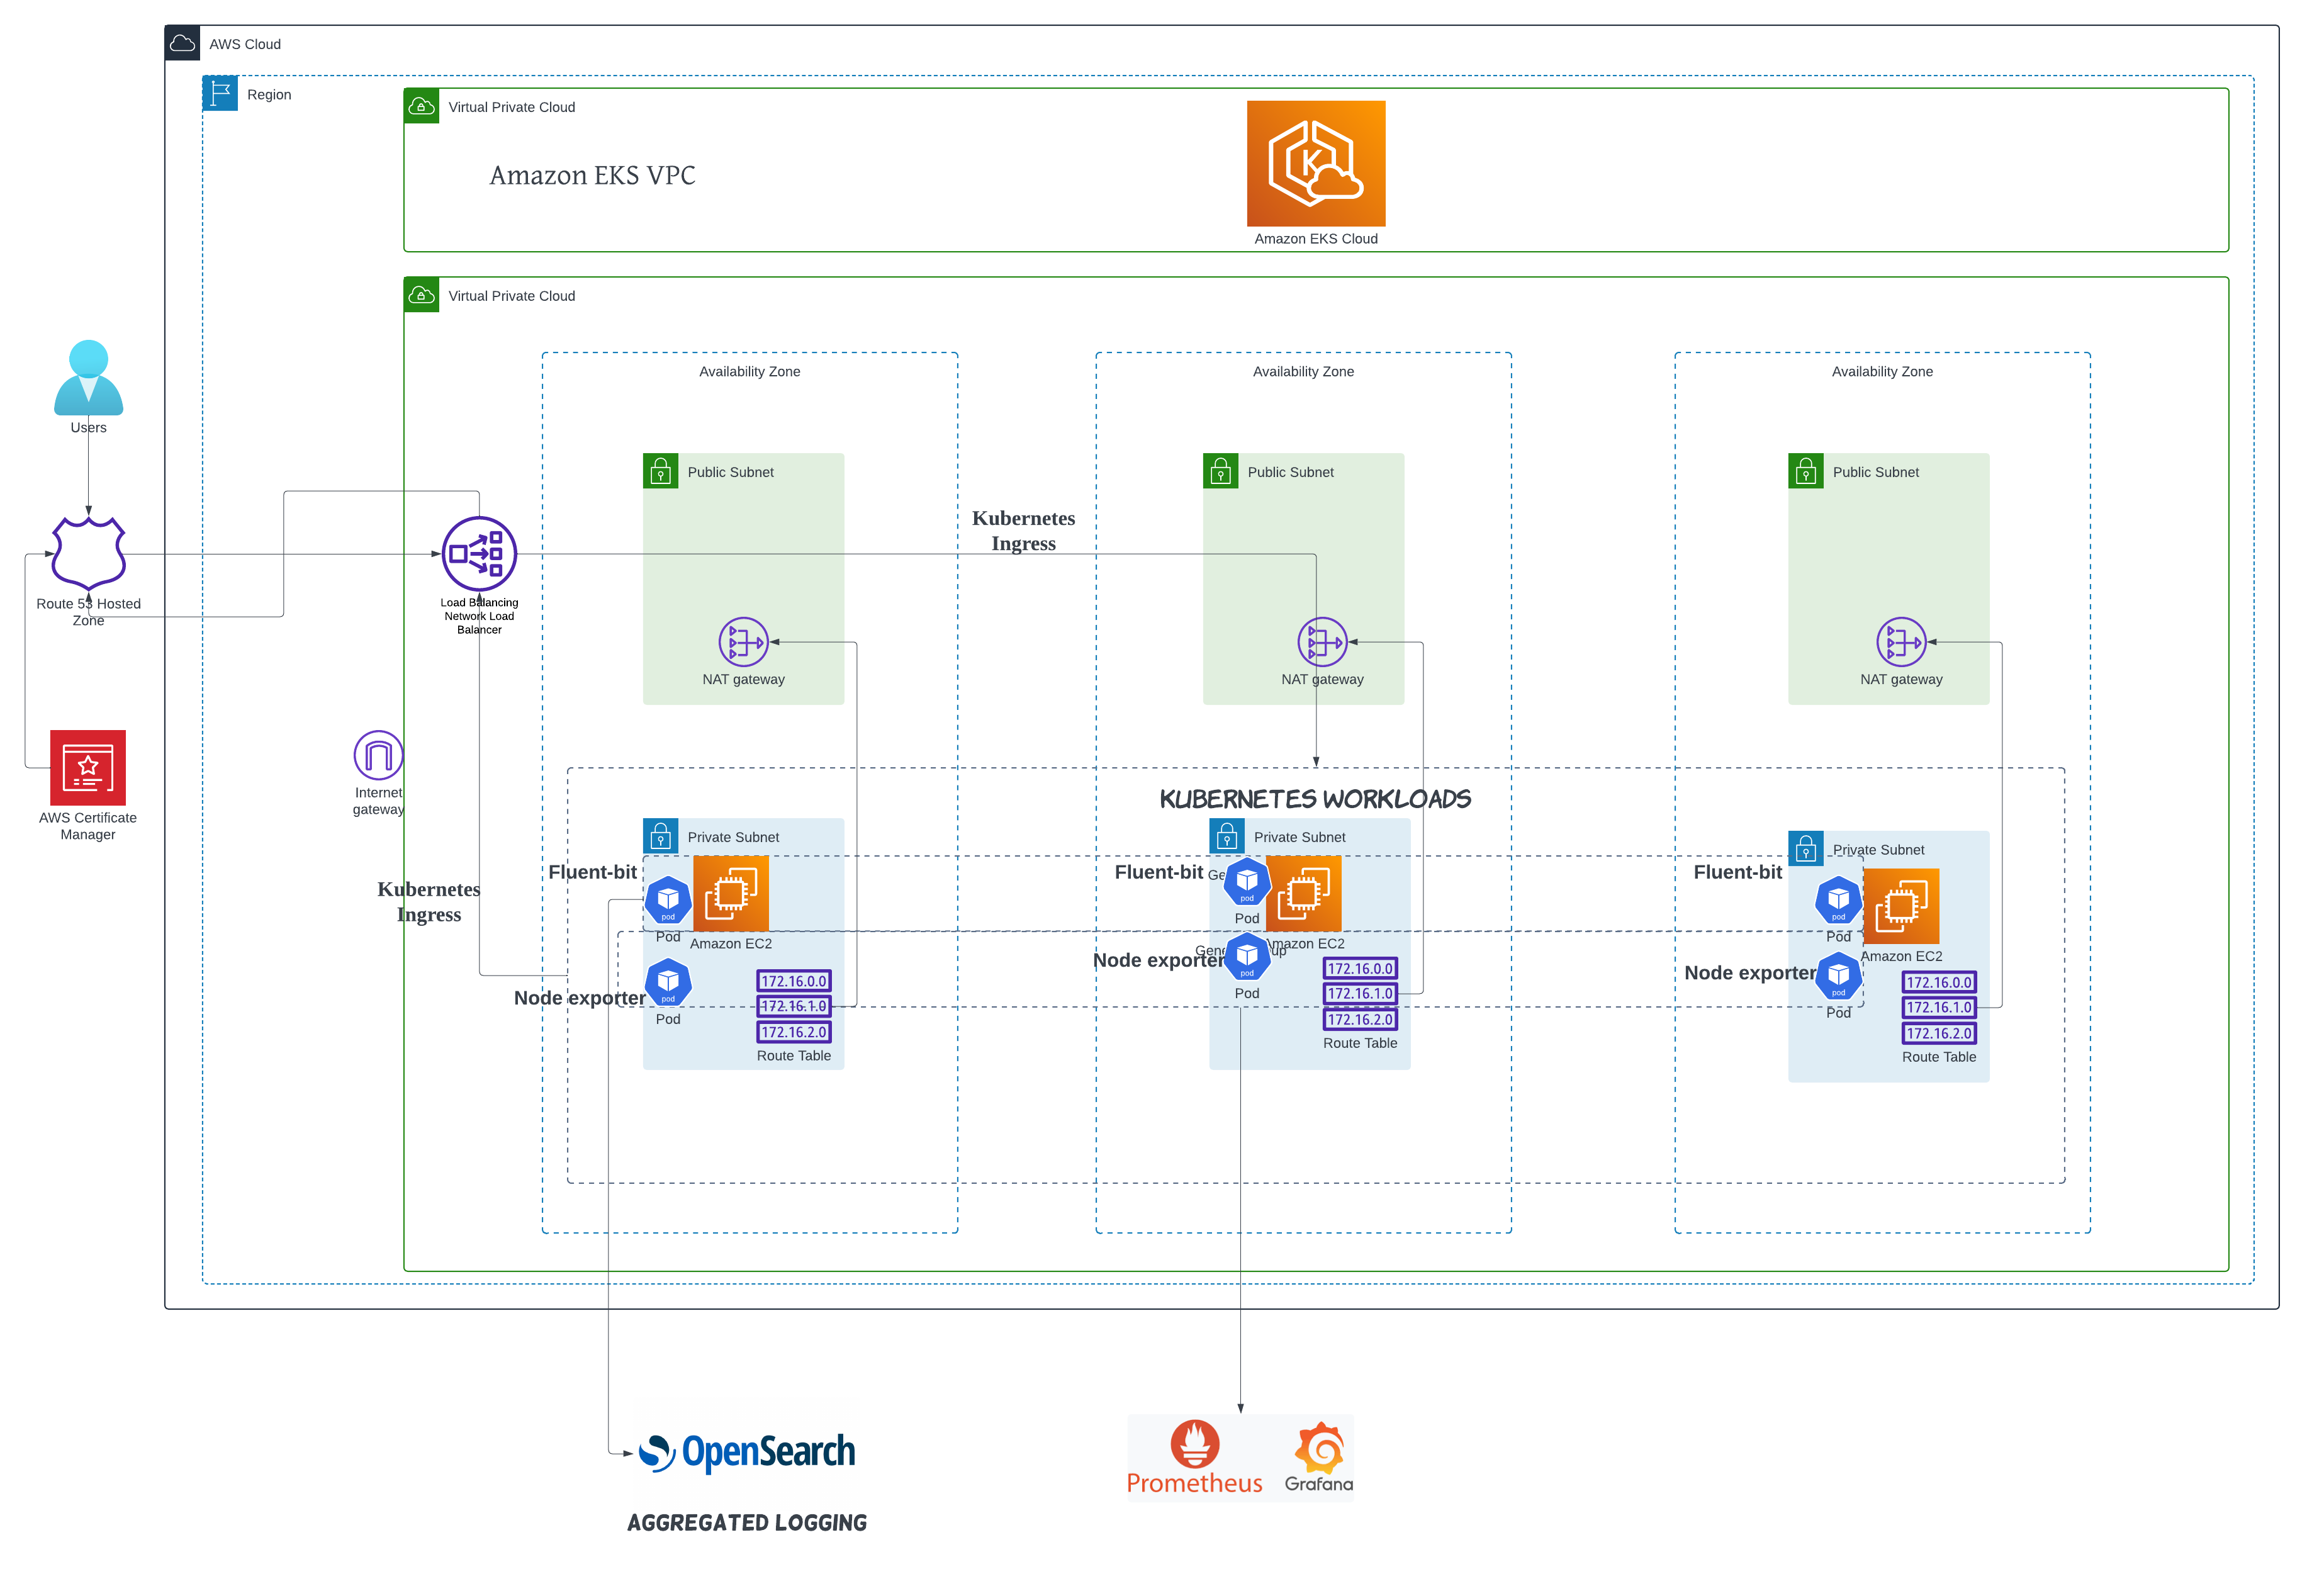 AWS Cloud
Region
Virtual Private Cloud
Amazon EKS VPC
Amazon EKS Cloud
Virtual Private Cloud
Availability Zone
Availability Zone
Availability Zone
Users
Public Subnet
Public Subnet
Public Subnet
Kubernetes
Ingress
Route 53 Hosted
Zone
Load Balancing
Network Load
Balancer
NAT gateway
NAT gateway
NAT gateway
Internet
gateway
AWS Certificate
Manager
KUBERNETES WORKLOADS
Private Subnet
Private Subnet
Private Subnet
Fluent-bit
Fluent-bit
Fluent-bit
Kubernetes
Ingress
pod
Pod
Amazon EC2
pod
Pod
Amazon EC2
pod
Pod
Amazon EC2
Node exporter
pod
Pod
Node exporter
pod
Pod
Node exporter
pod
Pod
172.16.0.0
172.16.1.0
172.16.2.0
Route Table
172.16.0.0
172.16.1.0
172.16.2.0
Route Table
172.16.0.0
172.16.1.0
172.16.2.0
Route Table
OpenSearch
AGGREGATED LOGGING
Prometheus
Grafana